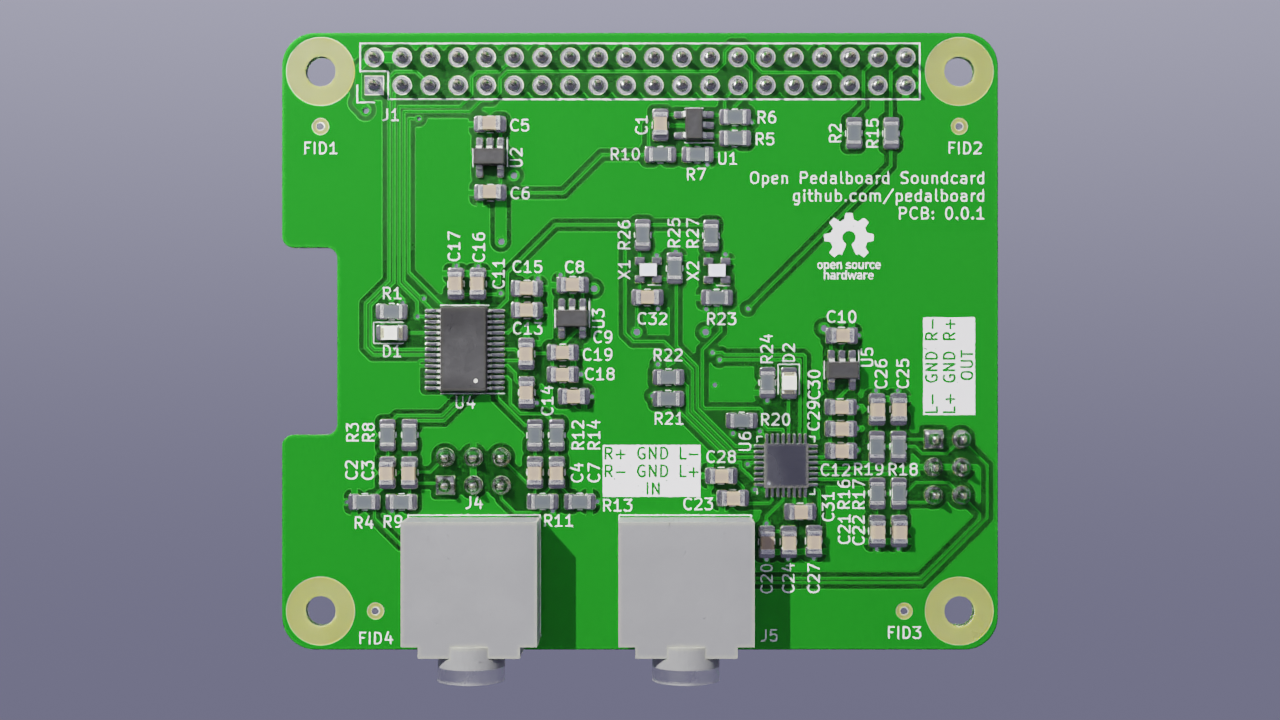 J1
FID1
C5
U2
C6
C1
R6
R5
R10
U1
R7
R2
R15
FID2
Open Pedalboard Soundcard
github.com/pedalboard
PCB: 0.0.1
open source
hardware
C17
C16
C11
C15
C8
R26
R25
R27
X1
X2
R1
D1
C13
U3
C9
C32
R23
C19
C18
R22
R24
D2
C10
U5
C26
C25
L- GND R-
L+ GND R+
OUT
U4
C14
R21
R20
C30
C29
R3
R8
R12
R14
U6
C2
C3
C4
C7
R+ GND L-
R- GND L+
IN
C28
C12
R19
R18
R4
R9
J4
R11
R13
C23
C31
R16
R17
C21
C22
C20
C24
C27
FID4
J5
FID3